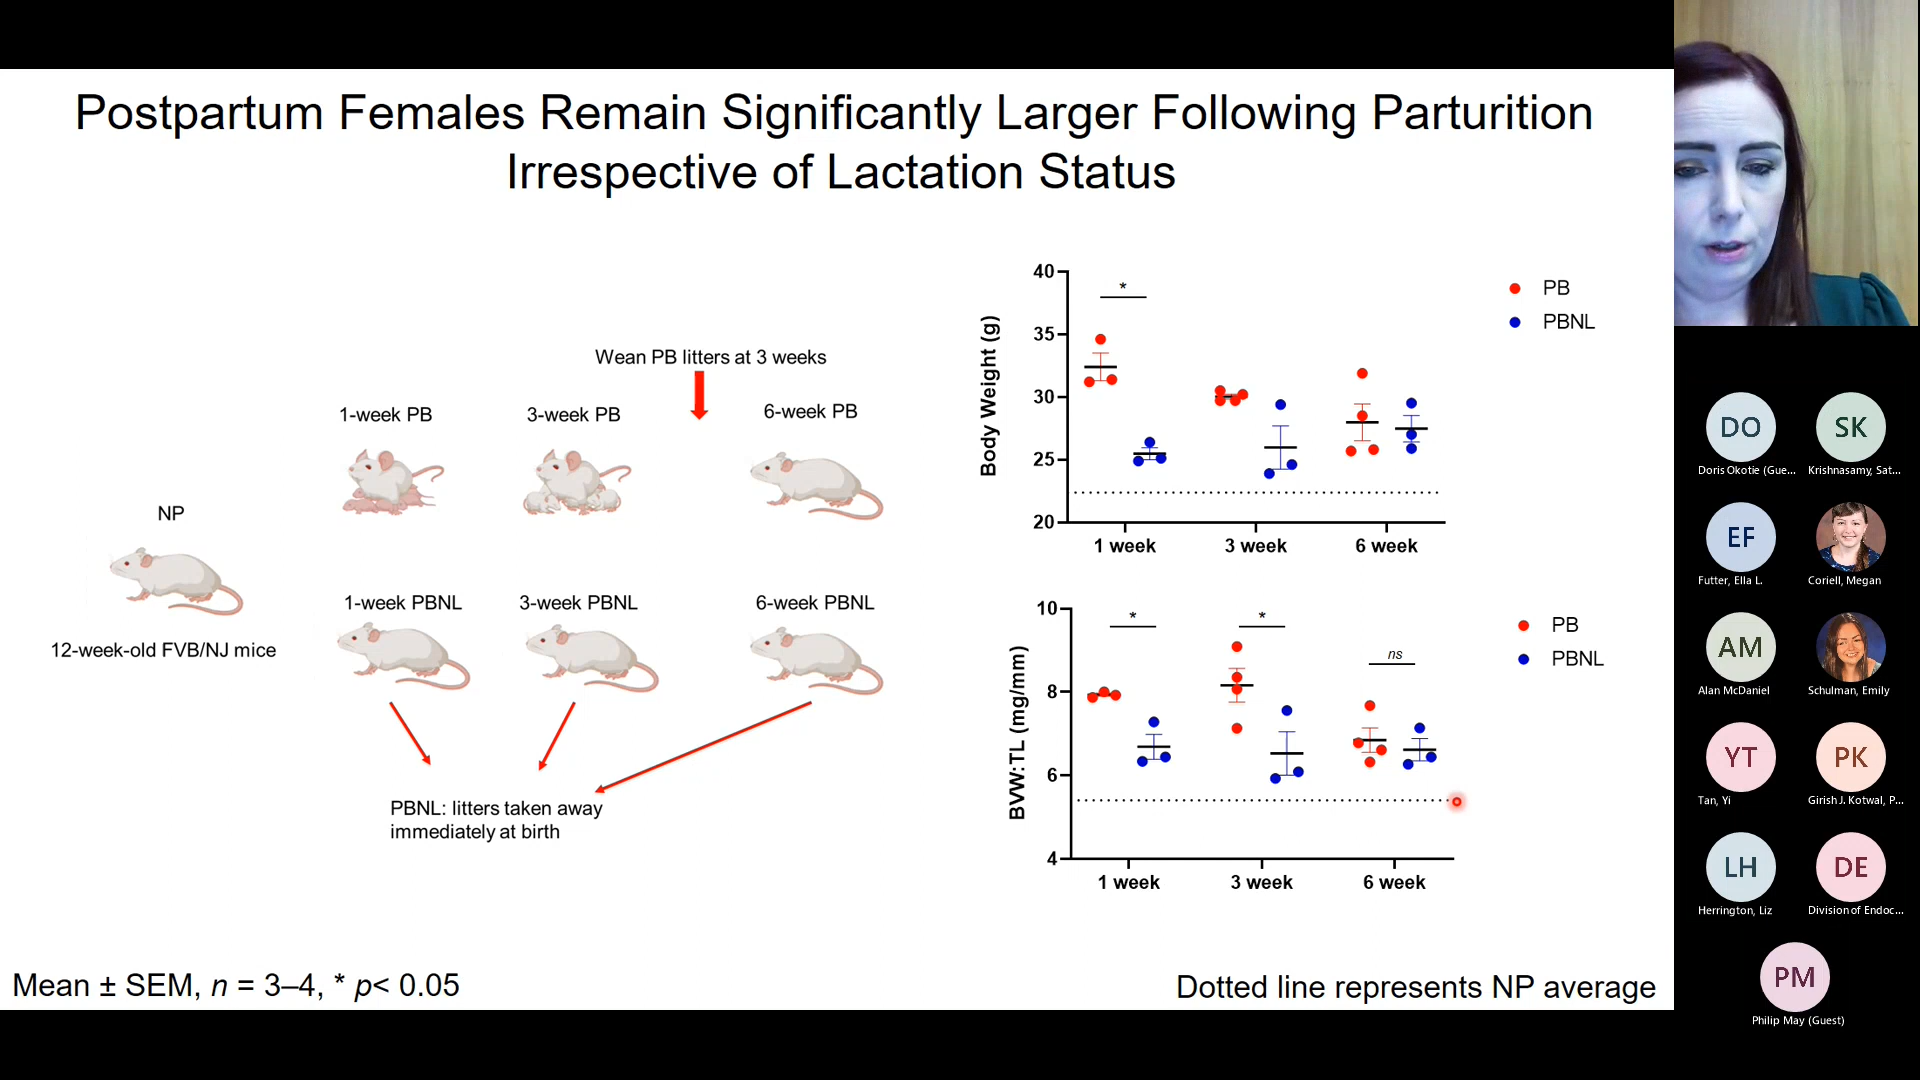 Postpartum Females Remain Significantly Larger Following Parturition
Irrespective of Lactation Status
Wean PB litters at 3 weeks
1-week PB
3-week PB
6-week PB
NP
12-week-old FVB/NJ mice
1-week PBNL
3-week PBNL
6-week PBNL
PBNL: litters taken away
immediately at birth
Body Weight (g)
40
35
30
25
20
*
1 week
3 week
6 week
PB
PBNL
BVW:TL (mg/mm)
10
8
6
4
*
*
ns
1 week
3 week
6 week
PB
PBNL
Mean ± SEM, n = 3–4, * p< 0.05
Dotted line represents NP average
DO
Doris Okotie (Gue...
SK
Krishnasamy, Sat...
EF
Futter, Ella L.
Coriell, Megan
AM
Alan McDaniel
Schulman, Emily
YT
Tan, Yi
PK
Girish J. Kotwal, P...
LH
Herrington, Liz
DE
Division of Endoc...
PM
Philip May (Guest)